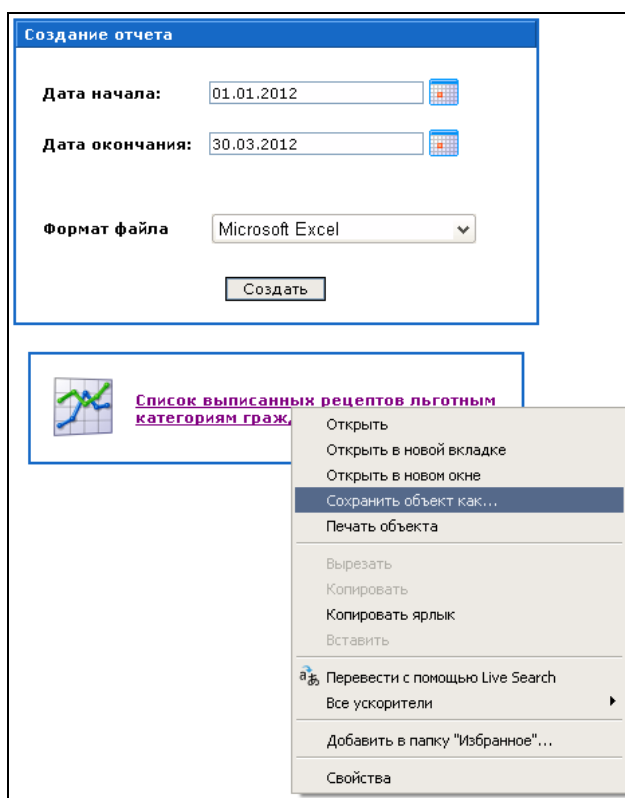 Создание отчета
Дата начала: 01.01.2012
Дата окончания: 30.03.2012
Формат файла Microsoft Excel
Создать
Список выписанных рецептов льготным
категориям граж
Открыть
Открыть в новой вкладке
Открыть в новом окне
Сохранить объект как...
Печать объекта
Вырезать
Копировать
Копировать ярлык
Вставить
Перевести с помощью Live Search
Все ускорители
Добавить в папку "Избранное"...
Свойства